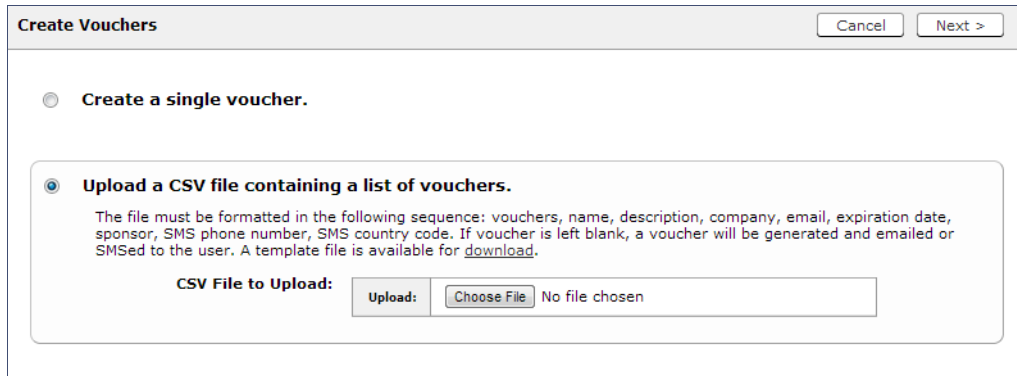 Create Vouchers
Cancel
Next >
Create a single voucher.
Upload a CSV file containing a list of vouchers.
The file must be formatted in the following sequence: vouchers, name, description, company, email, expiration date,
sponsor, SMS phone number, SMS country code. If voucher is left blank, a voucher will be generated and emailed or
SMSed to the user. A template file is available for download.
CSV File to Upload:
Upload:
Choose File
No file chosen